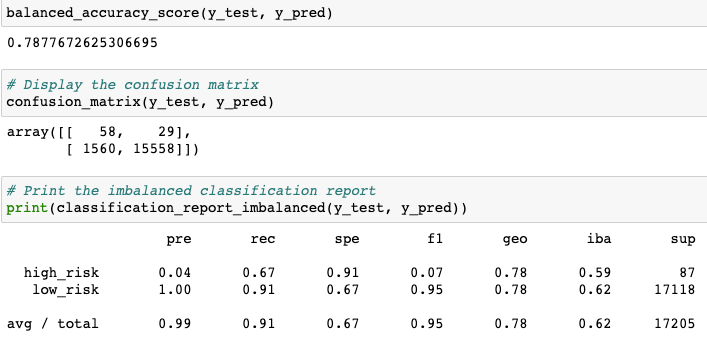 balanced_accuracy_score(y_test, y_pred)
0.7877672625306695
# Display the confusion matrix
confusion_matrix(y_test, y_pred)
array([[   58,    29],
       [ 1560, 15558]])
# Print the imbalanced classification report
print(classification_report_imbalanced(y_test, y_pred))
pre rec spe f1 geo iba sup
high_risk 0.04 0.67 0.91 0.07 0.78 0.59 87
low_risk 1.00 0.91 0.67 0.95 0.78 0.62 17118
avg / total 0.99 0.91 0.67 0.95 0.78 0.62 17205